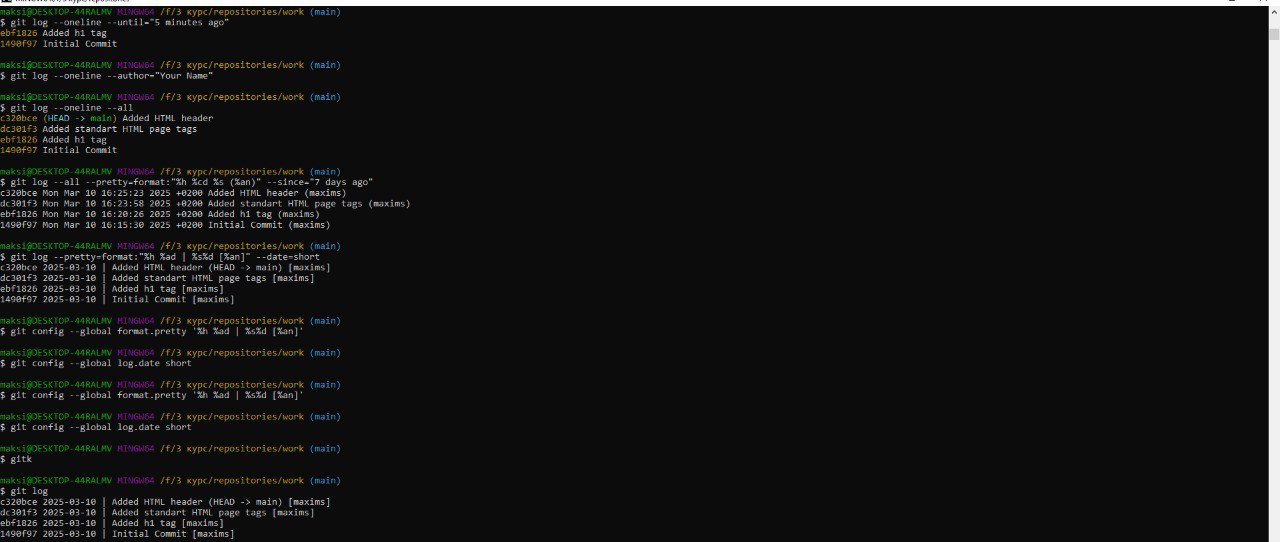 maksi@DESKTOP-44RALMV MINGW64 /f/3 курс/repositories/work (main)
$ git log --oneline --until="5 minutes ago"
ebf1826 Added h1 tag
1490f97 Initial Commit
maksi@DESKTOP-44RALMV MINGW64 /f/3 курс/repositories/work (main)
$ git log --oneline --author="Your Name"
maksi@DESKTOP-44RALMV MINGW64 /f/3 курс/repositories/work (main)
$ git log --oneline --all
c320bce (HEAD -> main) Added HTML header
dc301f3 Added standart HTML page tags
ebf1826 Added h1 tag
1490f97 Initial Commit
maksi@DESKTOP-44RALMV MINGW64 /f/3 курс/repositories/work (main)
$ git log --all --pretty=format:"%h %cd %s (%an)" --since="7 days ago"
c320bce Mon Mar 10 16:25:23 2025 +0200 Added HTML header (maxims)
dc301f3 Mon Mar 10 16:23:58 2025 +0200 Added standart HTML page tags (maxims)
ebf1826 Mon Mar 10 16:20:26 2025 +0200 Added h1 tag (maxims)
1490f97 Mon Mar 10 16:15:30 2025 +0200 Initial Commit (maxims)
maksi@DESKTOP-44RALMV MINGW64 /f/3 курс/repositories/work (main)
$ git log --pretty=format:"%h %ad | %s%d [%an]" --date=short
c320bce 2025-03-10 | Added HTML header (HEAD -> main) [maxims]
dc301f3 2025-03-10 | Added standart HTML page tags [maxims]
ebf1826 2025-03-10 | Added h1 tag [maxims]
1490f97 2025-03-10 | Initial Commit [maxims]
maksi@DESKTOP-44RALMV MINGW64 /f/3 курс/repositories/work (main)
$ git config --global format.pretty '%h %ad | %s%d [%an]'
maksi@DESKTOP-44RALMV MINGW64 /f/3 курс/repositories/work (main)
$ git config --global log.date short
maksi@DESKTOP-44RALMV MINGW64 /f/3 курс/repositories/work (main)
$ git config --global format.pretty '%h %ad | %s%d [%an]'
maksi@DESKTOP-44RALMV MINGW64 /f/3 курс/repositories/work (main)
$ git config --global log.date short
maksi@DESKTOP-44RALMV MINGW64 /f/3 курс/repositories/work (main)
$ gitk
maksi@DESKTOP-44RALMV MINGW64 /f/3 курс/repositories/work (main)
$ git log
c320bce 2025-03-10 | Added HTML header (HEAD -> main) [maxims]
dc301f3 2025-03-10 | Added standart HTML page tags [maxims]
ebf1826 2025-03-10 | Added h1 tag [maxims]
1490f97 2025-03-10 | Initial Commit [maxims]